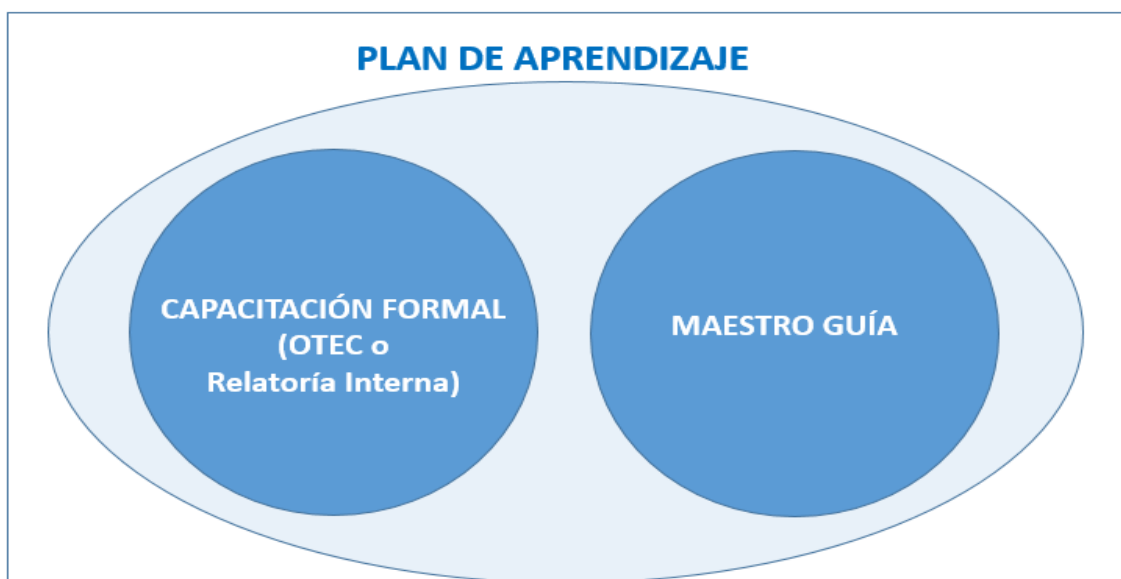 PLAN DE APRENDIZAJE
CAPACITACIÓN FORMAL
(OTEC o
Relatoría Interna)
MAESTRO GUÍA